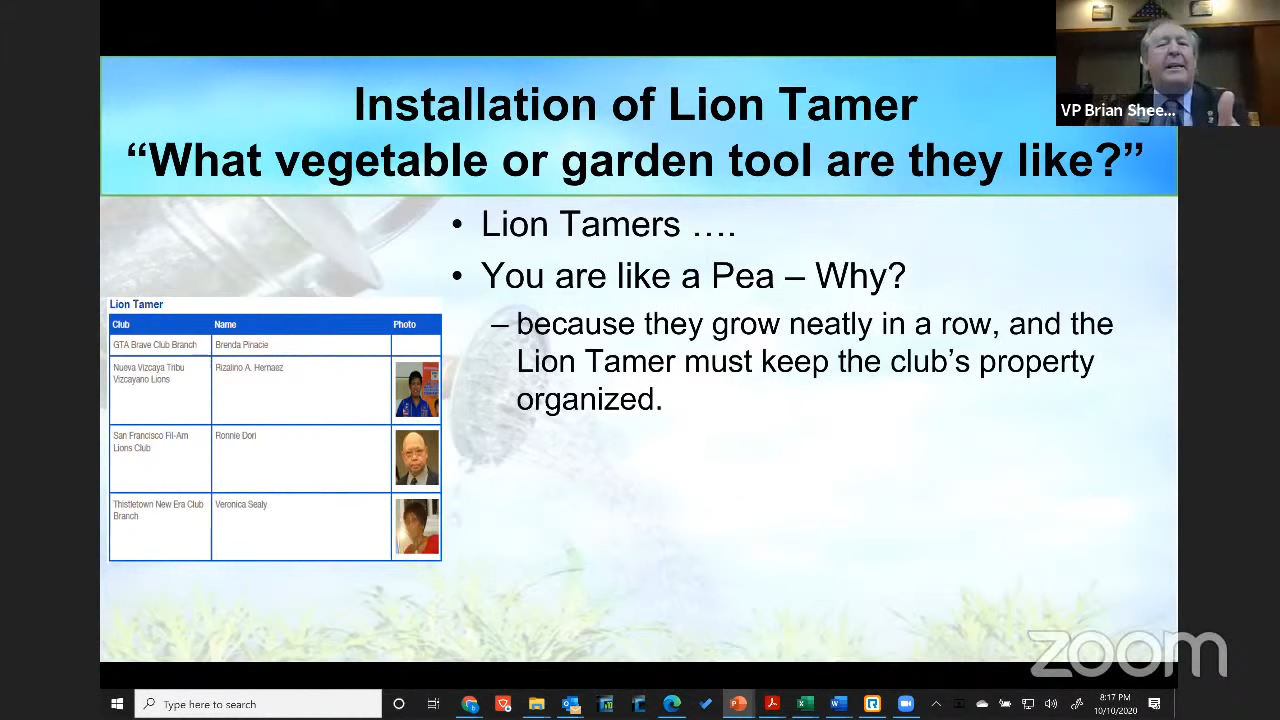 Installation of Lion Tamer
“What vegetable or garden tool are they like?”
VP Brian Shee...
• Lion Tamers ….
• You are like a Pea – Why?
– because they grow neatly in a row, and the
Lion Tamer must keep the club’s property
organized.
Lion Tamer
Club Name Photo
GTA Brave Club Branch Brenda Pinacie
Nueva Vizcaya Tribu Rizalino A. Hernaez
Vizcayano Lions
San Francisco Fil-Am Ronnie Dori
Lions Club
Thistletown New Era Club Veronica Sealy
Branch
zoom
Type here to search
8:17 PM
10/10/2020